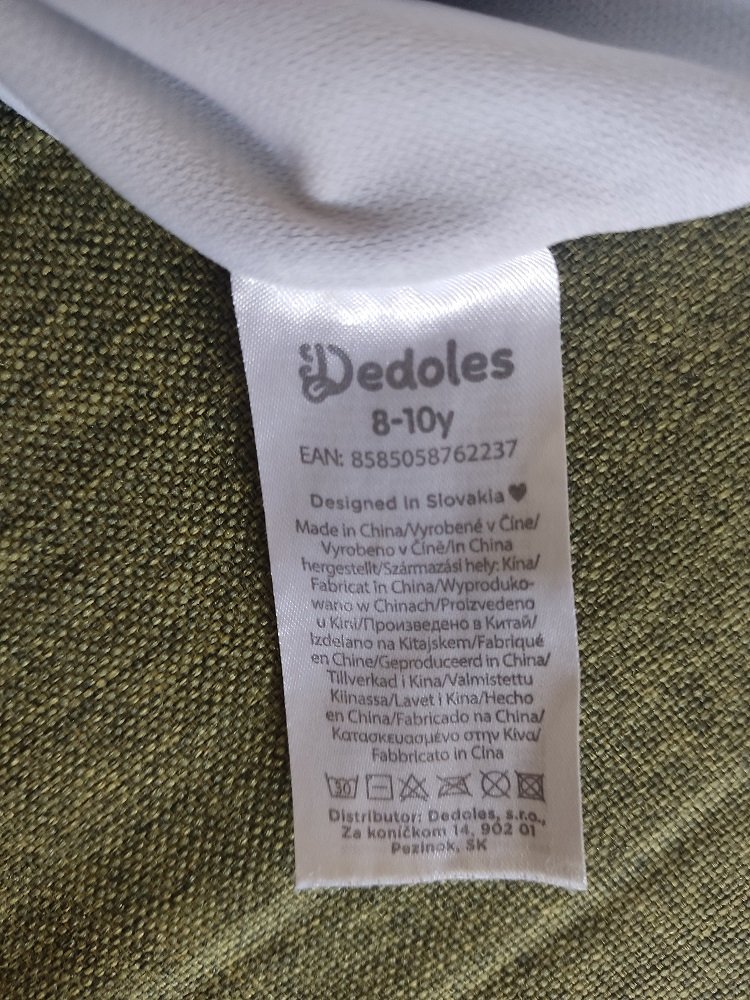 Dedoles
8-10y
EAN: 8585058762237
Designed in Slovakia
Made in China/Vyrobené v Číne/
Vyrobeno v Číně/in China
hergestellt/Származási hely: Kína/
Fabricat în China/Wyproduko-
wano w Chinach/Proizvedeno
u Kini/Произведено в Китай/
Izdelano na Kitajskem/Fabriqué
en Chine/Geproduceerd in China/
Tillverkad i Kina/Valmistettu
Kiinassa/Lavet i Kina/Hecho
en China/Fabricado na China/
Κατασκευασμένο στην Κίνα/
Fabbricato in Cina
30
Distributor: Dedoles, s.r.o.,
Za koníčkom 14, 902 01
Pezinok, SK